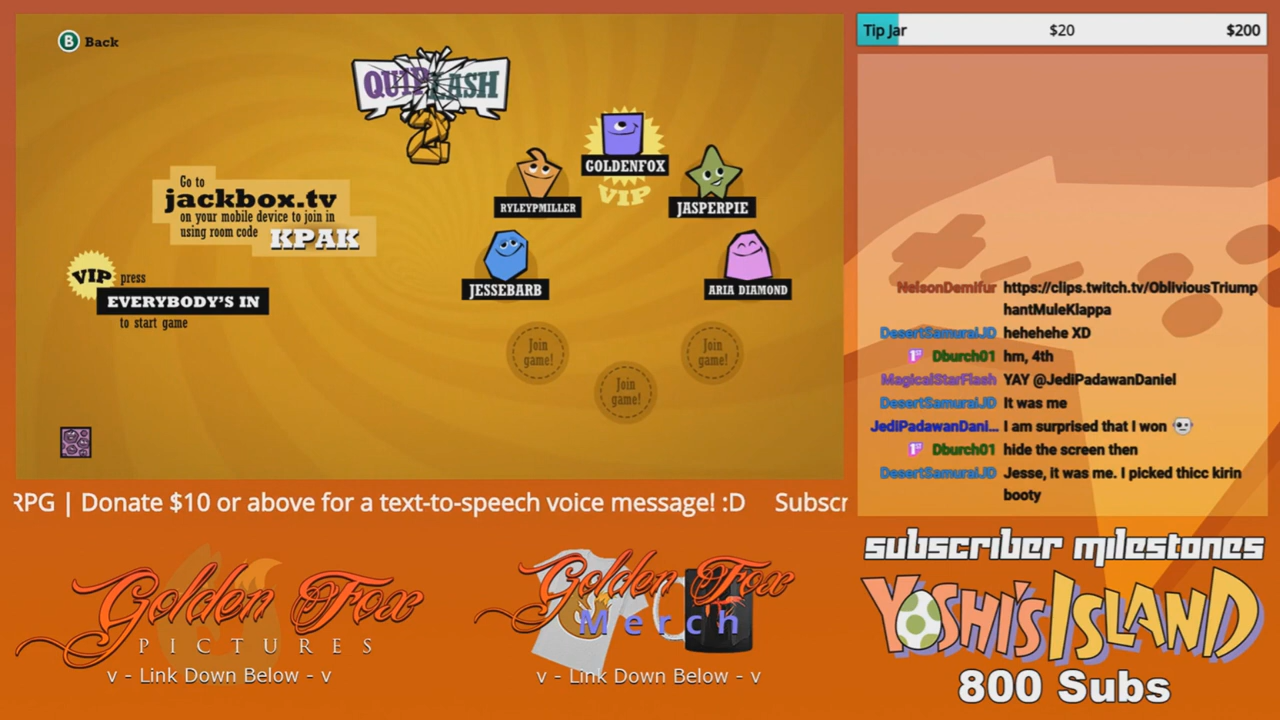 B Back
QUIPLASH
2
Go to
jackbox.tv
on your mobile device to join in
using room code KPAK
VIP press
EVERYBODY'S IN
to start game
GOLDENFOX
VIP
RYLEYPMILLER
JASPERPIE
JESSEBARB
ARIA DIAMOND
Join
game!
Join
game!
Join
game!
RPG | Donate $10 or above for a text-to-speech voice message! :D Subscr
Golden Fox
PICTURES
v - Link Down Below - v
Golden Fox
Merch
v - Link Down Below - v
Tip Jar $20 $200
NelsonDemifur https://clips.twitch.tv/ObliviousTriump
hantMuleKlappa
DesertSamuraiJD hehehehe XD
Dburch01 hm, 4th
MagicalStarFlash YAY @JediPadawanDaniel
DesertSamuraiJD It was me
JediPadawanDani... I am surprised that I won
Dburch01 hide the screen then
DesertSamuraiJD Jesse, it was me. I picked thicc kirin
booty
subscriber milestones
YOSHI'S ISLAND
800 Subs